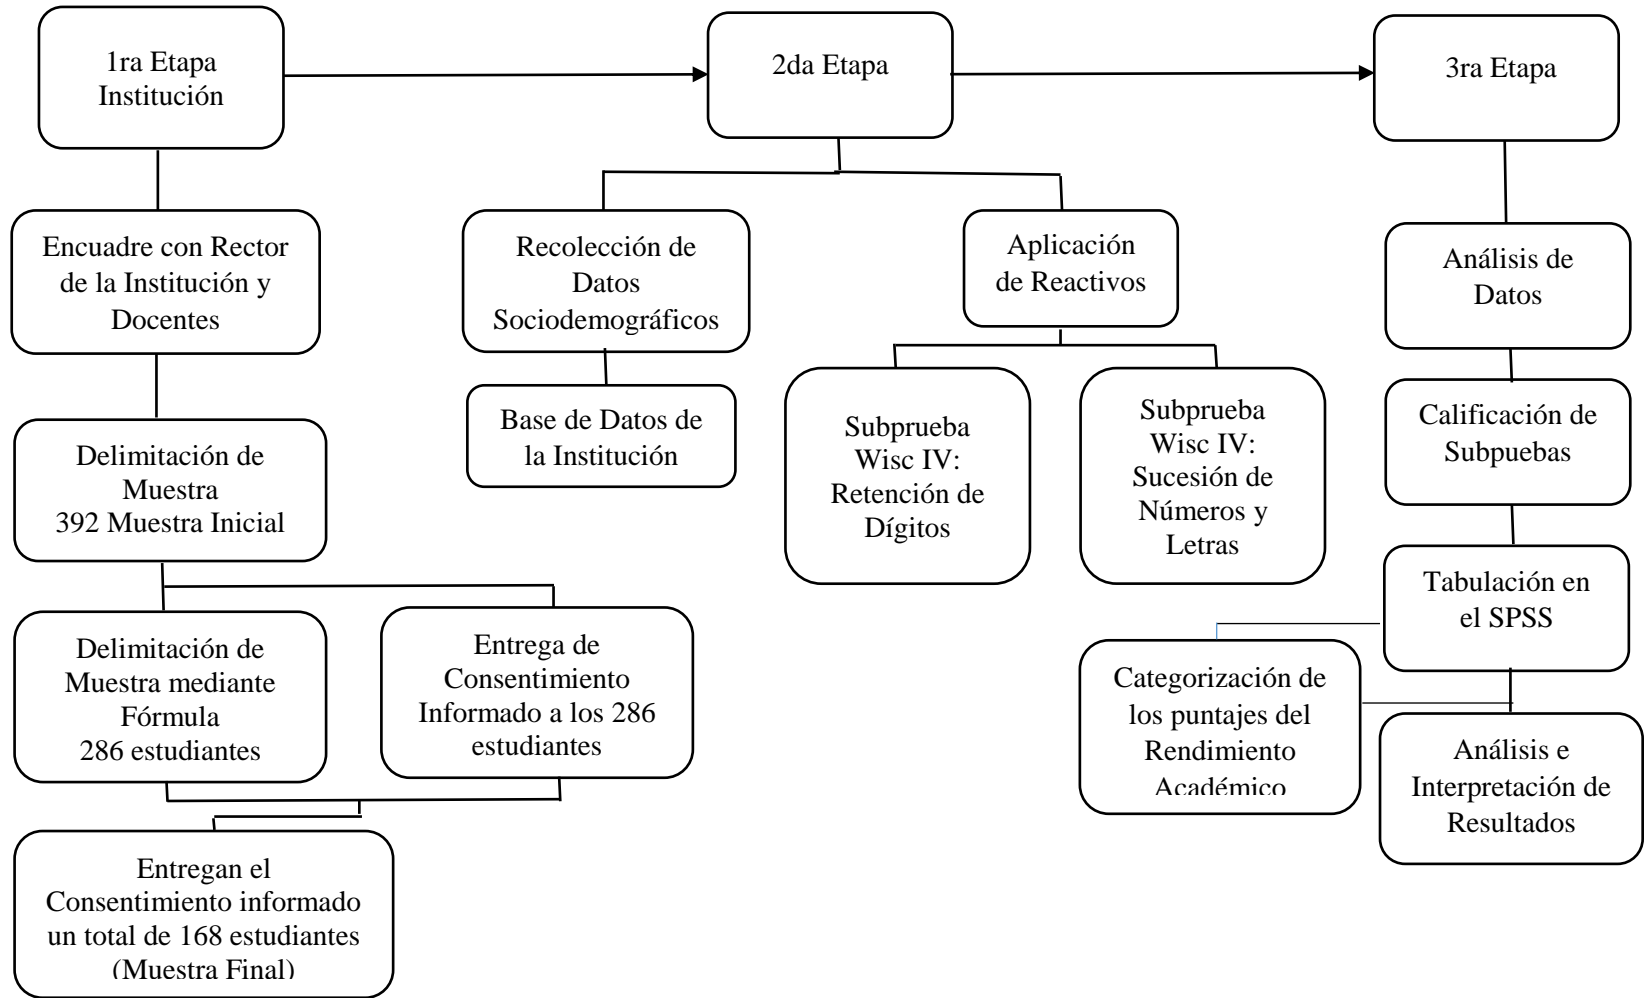 1ra Etapa
Institución
2da Etapa
3ra Etapa
Encuadre con Rector
de la Institución y
Docentes
Recolección de
Datos
Sociodemográficos
Aplicación
de Reactivos
Análisis de
Datos
Base de Datos de
la Institución
Subprueba
Wisc IV:
Retención de
Dígitos
Subprueba
Wisc IV:
Sucesión de
Números y
Letras
Calificación de
Subpuebas
Delimitación de
Muestra
392 Muestra Inicial
Tabulación en
el SPSS
Delimitación de
Muestra mediante
Fórmula
286 estudiantes
Entrega de
Consentimiento
Informado a los 286
estudiantes
Categorización de
los puntajes del
Rendimiento
Académico
Análisis e
Interpretación de
Resultados
Entregan el
Consentimiento informado
un total de 168 estudiantes
(Muestra Final)